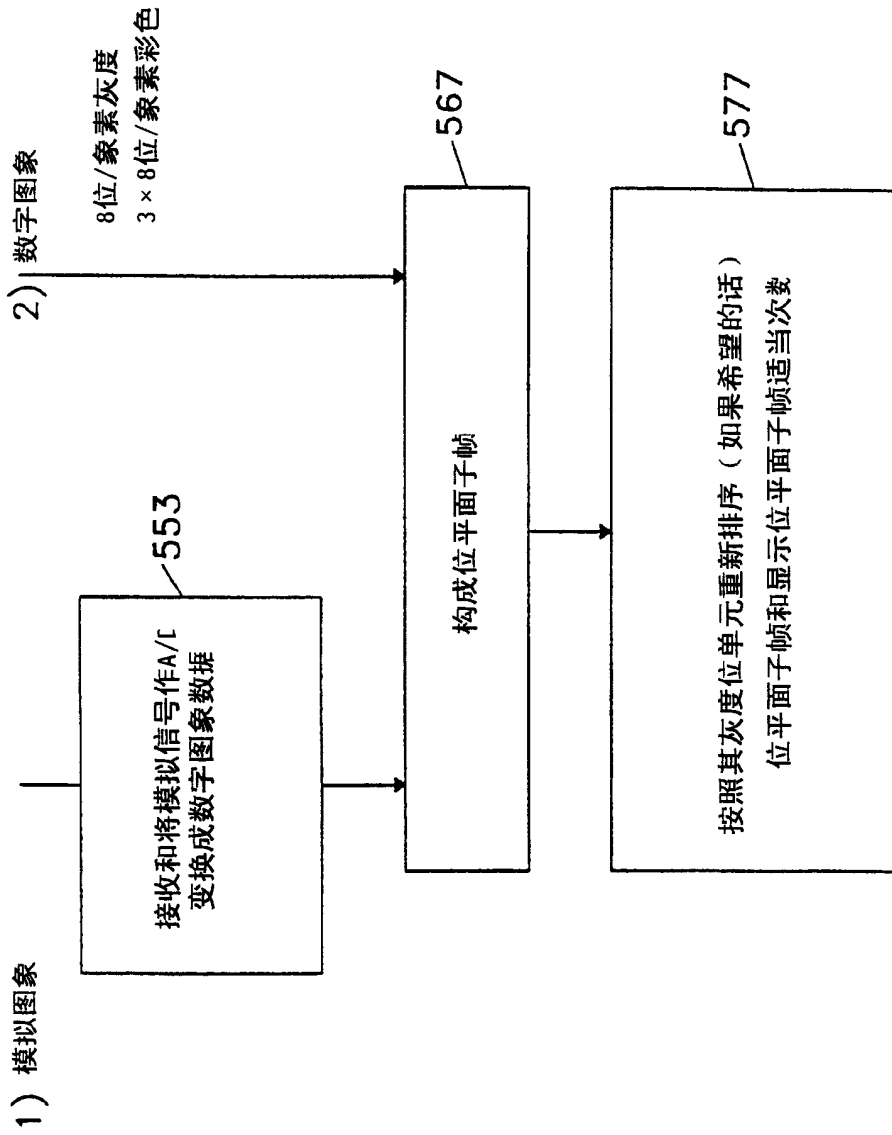 1) 模拟图象
2) 数字图象
8位/象素灰度
3×8位/象素彩色
553
接收和将模拟信号作A/D
变换成数字图象数据
567
构成位平面子帧
577
按照其灰度位单元重新排序（如果希望的话）
位平面子帧和显示位平面子帧适当次数